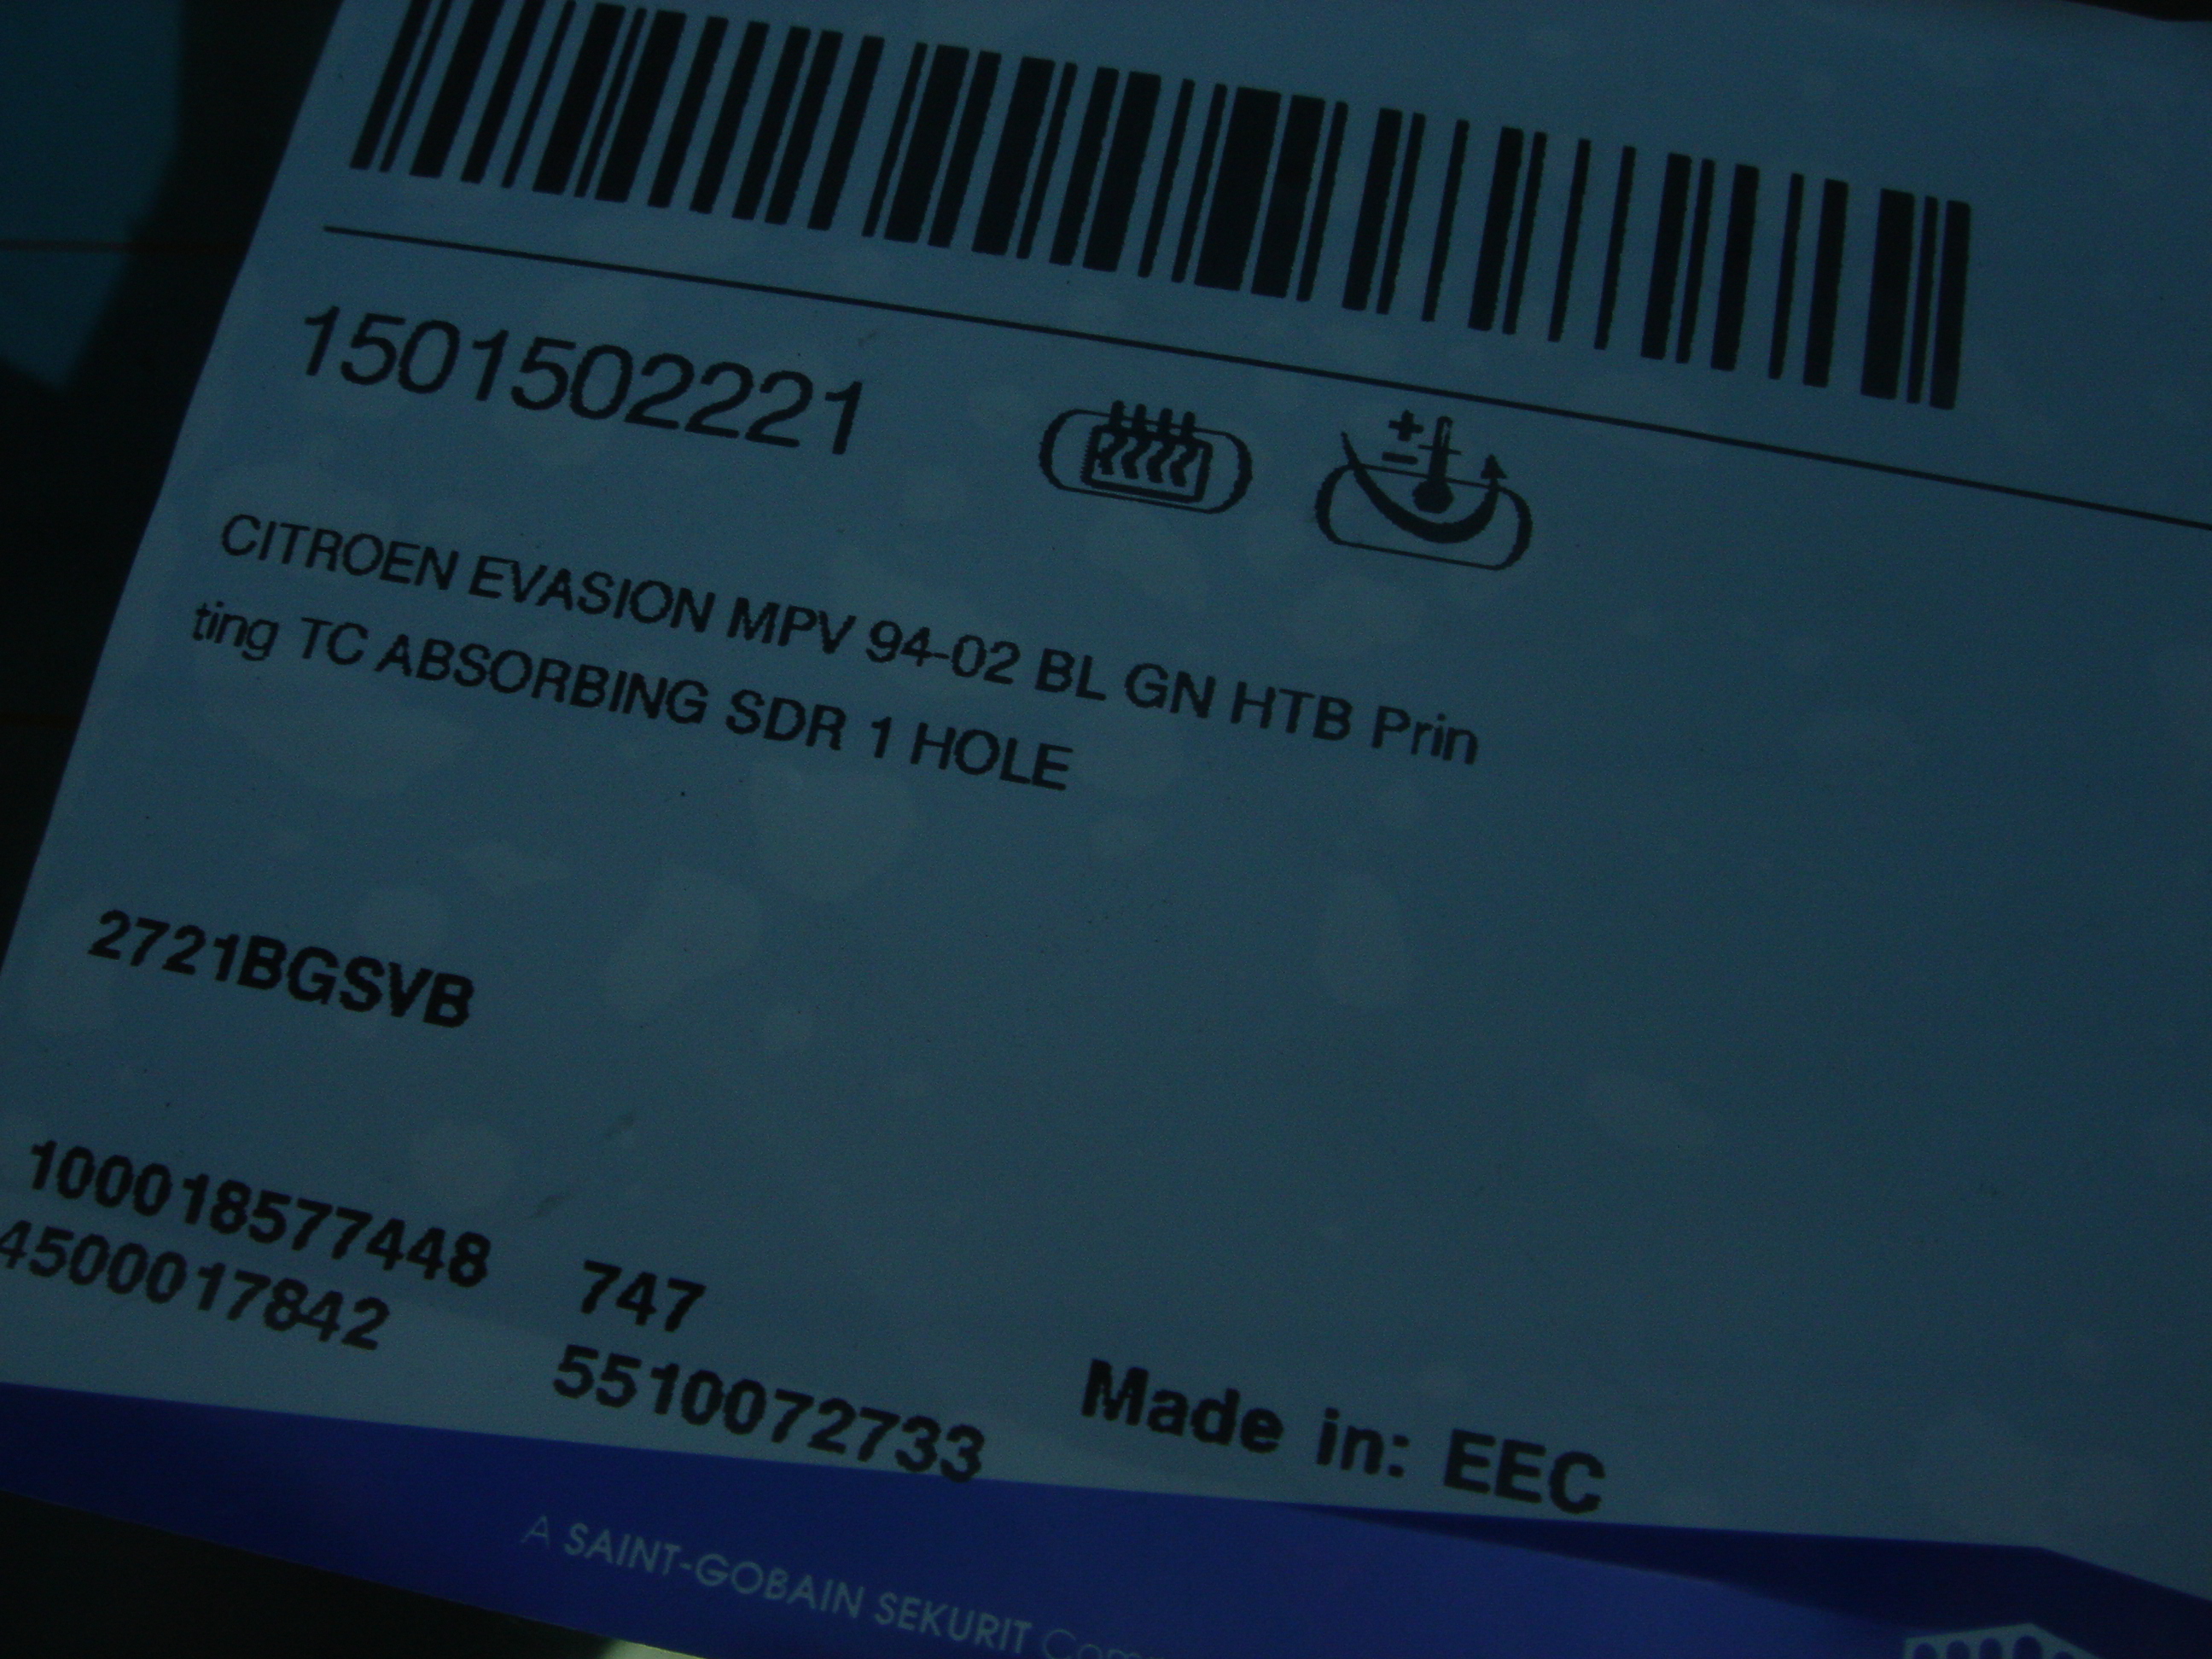 1501502221
CITROEN EVASION MPV 94-02 BL GN HTB Prin
ting TC ABSORBING SDR 1 HOLE
2721BGSVB
100018577448 747
4500017842 5510072733 Made in: EEC
A SAINT-GOBAIN SEKURIT